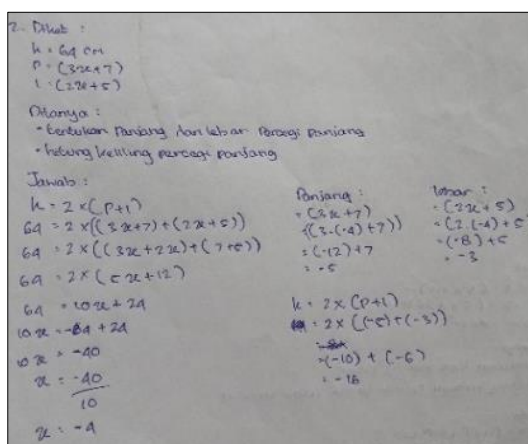 2. Diket :
k = 64 cm
P = (3x+7)
l = (2x+5)
Ditanya :
• tentukan panjang dan lebar persegi panjang
• hitung keliling persegi panjang
Jawab :
k = 2 × (P+l)
64 = 2 × ((3x+7) + (2x+5))
64 = 2 × ((3x+2x) + (7+5))
64 = 2 × (5x+12)
64 = 10x + 24
10x = -64 + 24
10x = -40
x = -40
10
x = -4
Panjang :
= (3x+7)
= (3·(-4) + 7))
= (-12) + 7
= -5
k = 2 × (P+l)
= 2 × ((-5) + (-3))
= (-10) + (-6)
= -16
lebar :
= (2x + 5)
= (2·(-4) + 5
= (-8) + 5
= -3